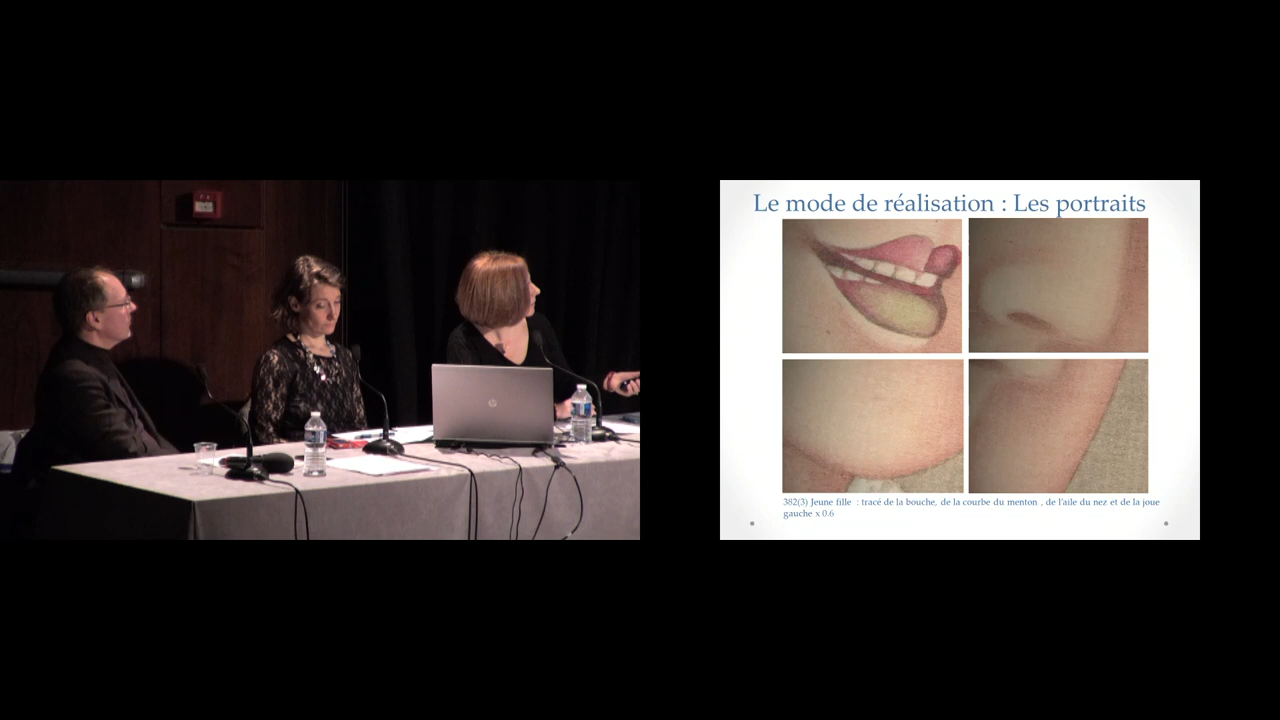 Le mode de réalisation : Les portraits
382(3) Jeune fille : tracé de la bouche, de la courbe du menton , de l'aile du nez et de la joue
gauche x 0.6
hp